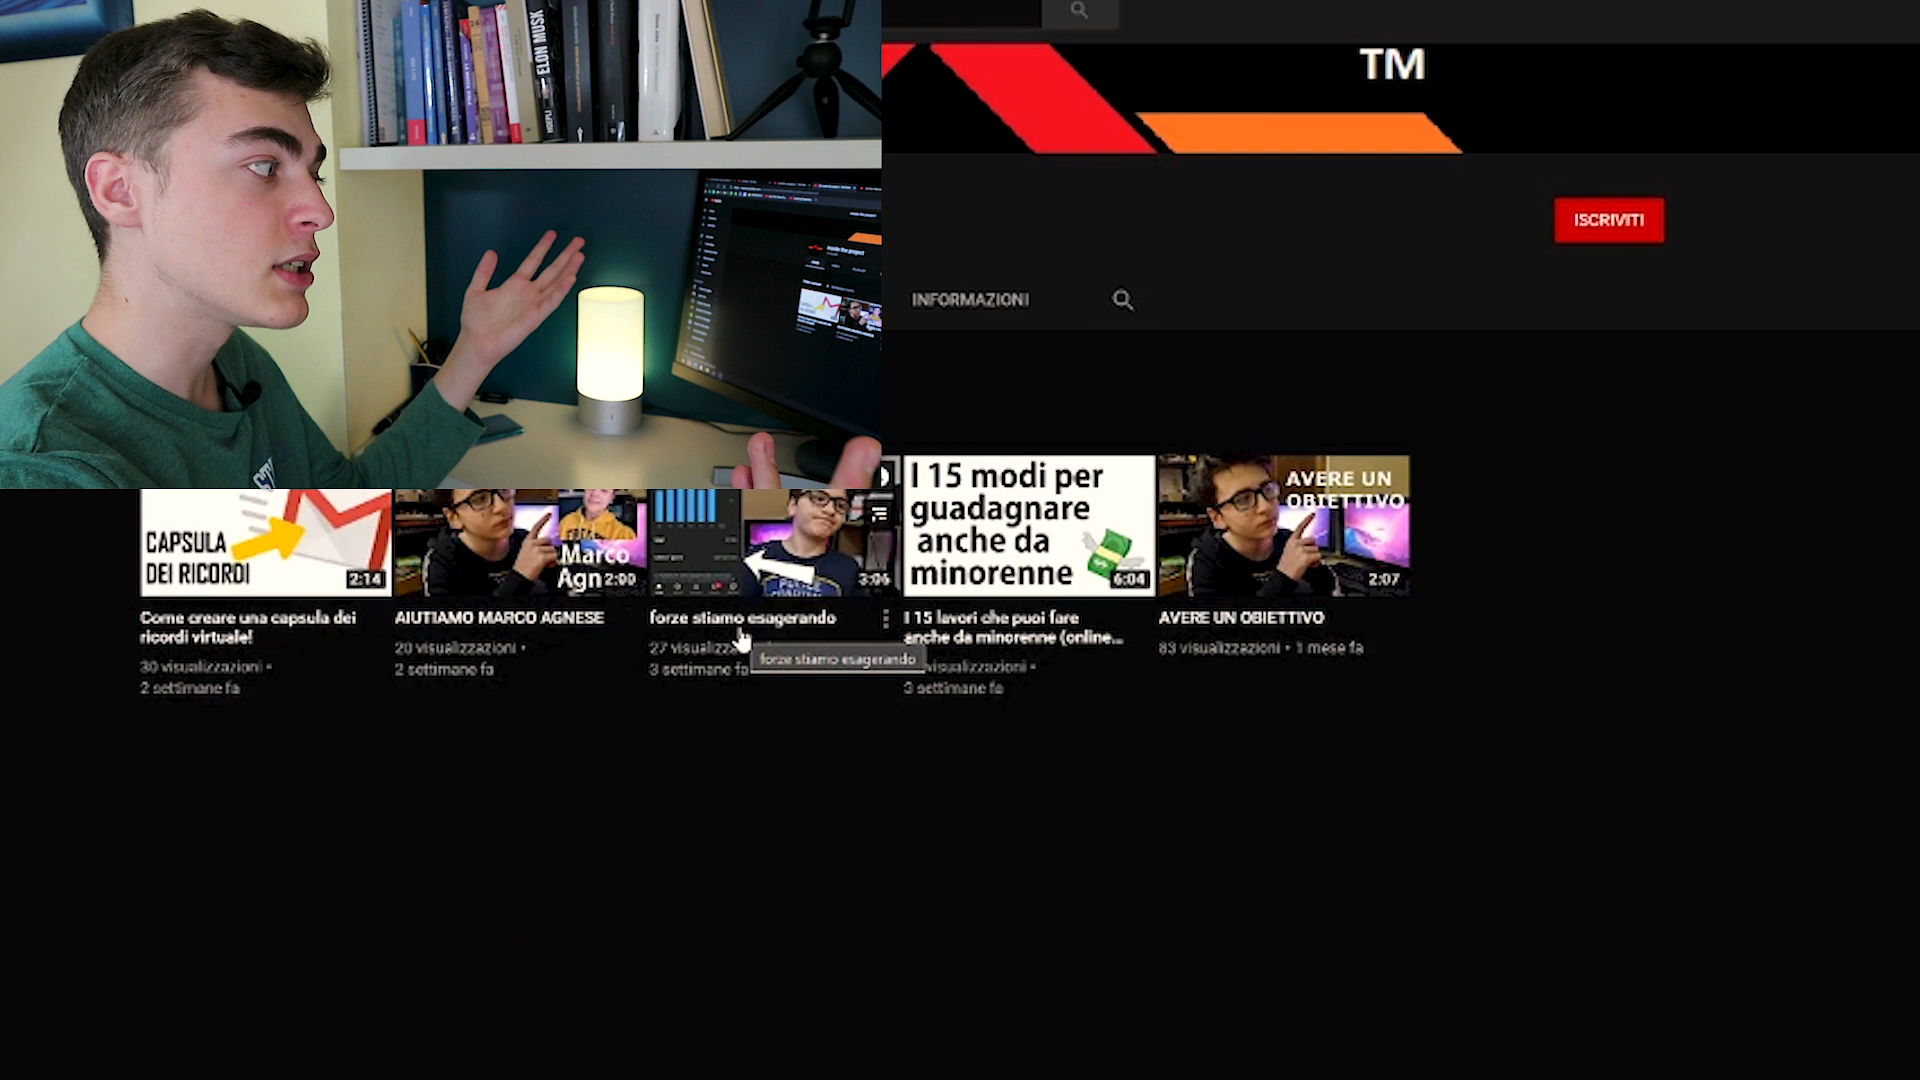 ELON MUSK
TM
ISCRIVITI
INFORMAZIONI
CAPSULA
DEI RICORDI
2:14
Marco
Agn
2:00
3:06
I 15 modi per
guadagnare
anche da
minorenne
6:04
AVERE UN
OBIETTIVO
2:07
Come creare una capsula dei
ricordi virtuale!
30 visualizzazioni •
2 settimane fa
AIUTIAMO MARCO AGNESE
20 visualizzazioni •
2 settimane fa
forze stiamo esagerando
27 visualizza
3 settimane fa
forze stiamo esagerando
I 15 lavori che puoi fare
anche da minorenne (online...
visualizzazioni •
3 settimane fa
AVERE UN OBIETTIVO
83 visualizzazioni • 1 mese fa